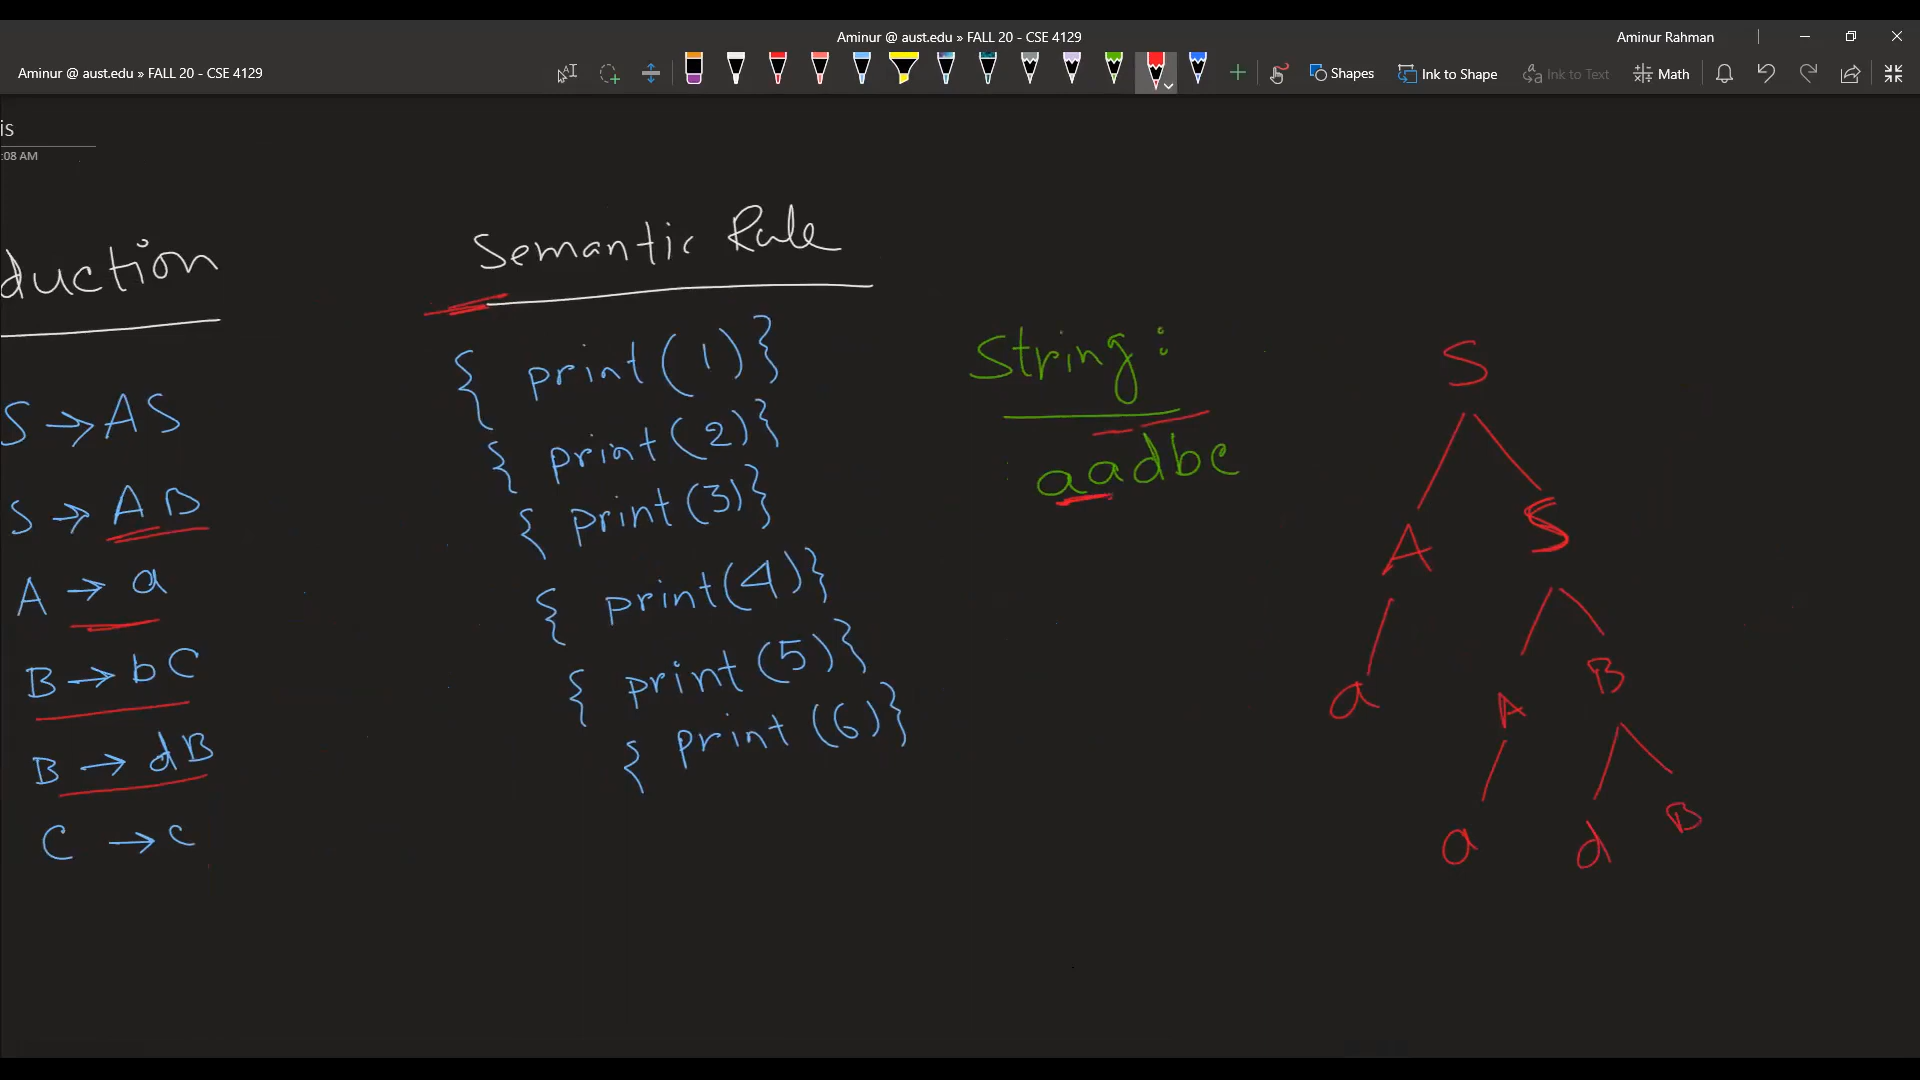 Aminur @ aust.edu » FALL 20 - CSE 4129
Aminur Rahman
Aminur @ aust.edu » FALL 20 - CSE 4129
Shapes
Ink to Shape
Ink to Text
Math
is
:08 AM
duction
Semantic Rule
S → AS
{ print (1) }
S → AB
{ print (2) }
A → a
{ print (3) }
B → bC
{ print (4) }
B → dB
{ print (5) }
C → c
{ print (6) }
String :
aadbc
S
A S
a A B
a d B